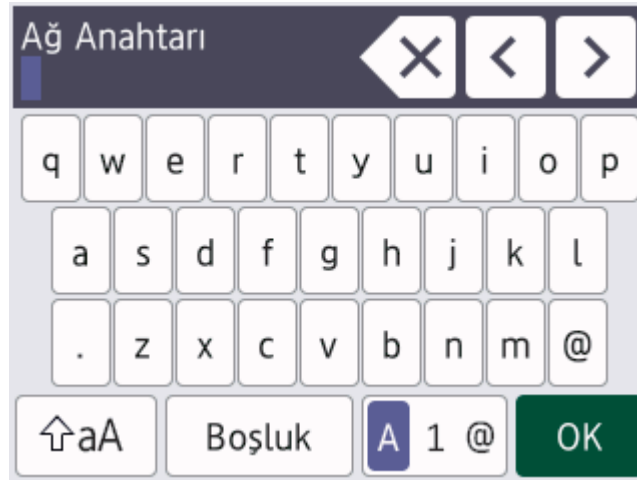 Ağ Anahtarı
q w e r t y u i o p
a s d f g h j k l
. z x c v b n m @
aA Boşluk A 1 @ OK